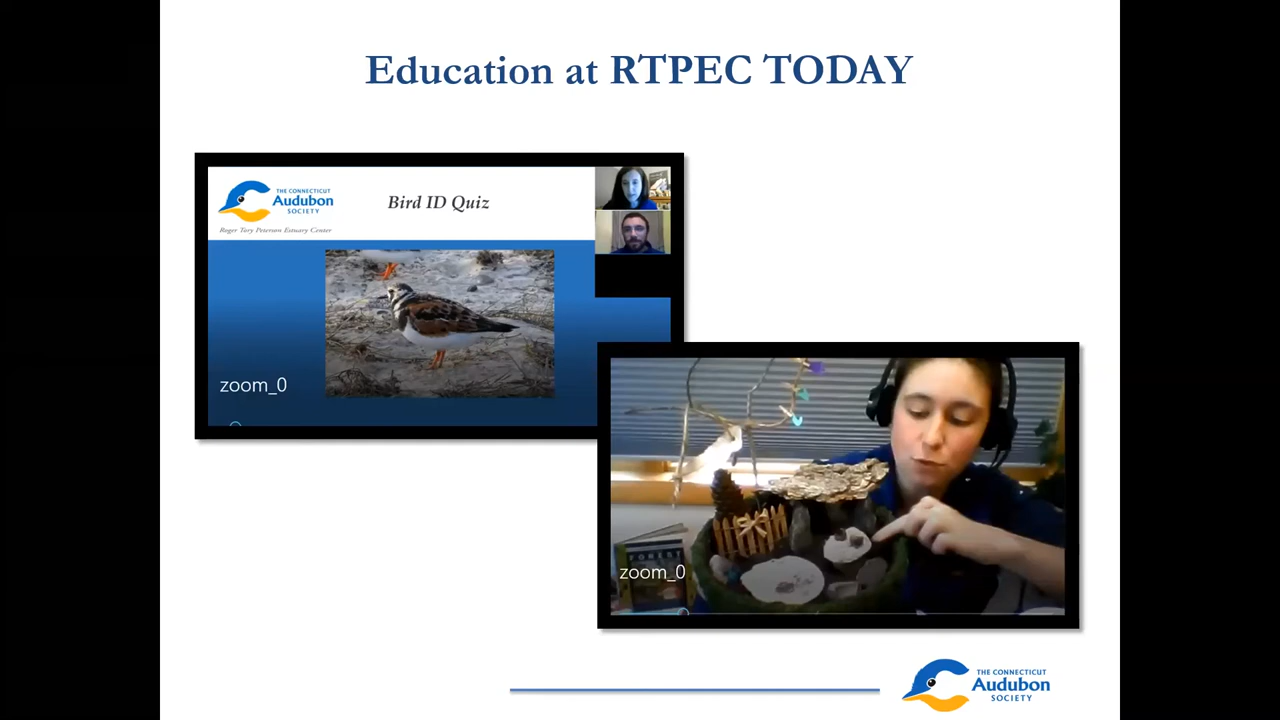 Education at RTPEC TODAY
THE CONNECTICUT
Audubon
SOCIETY
Roger Tory Peterson Estuary Center
Bird ID Quiz
zoom_0
FOREST
zoom_0
THE CONNECTICUT
Audubon
SOCIETY